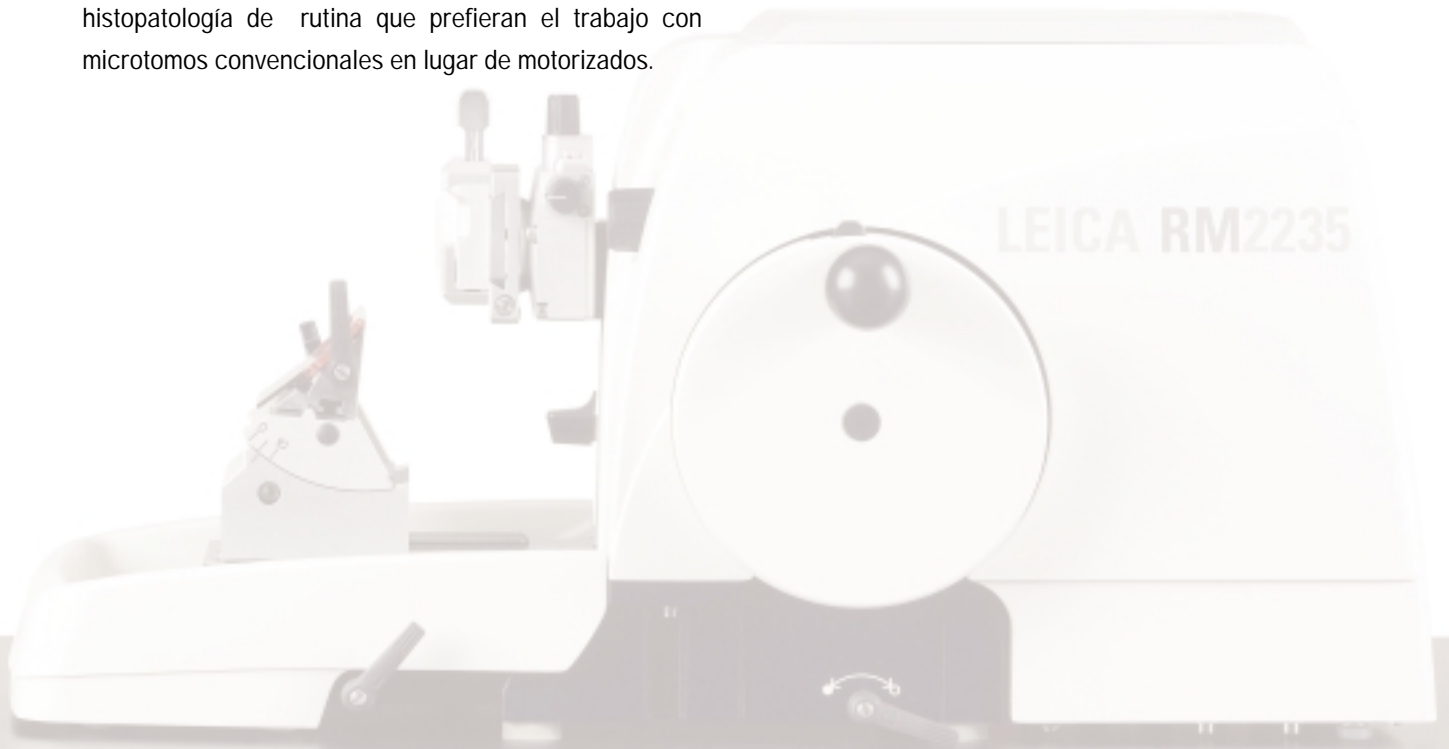 histopatología de rutina que prefieran el trabajo con
microtomos convencionales en lugar de motorizados.
LEICA RM2235